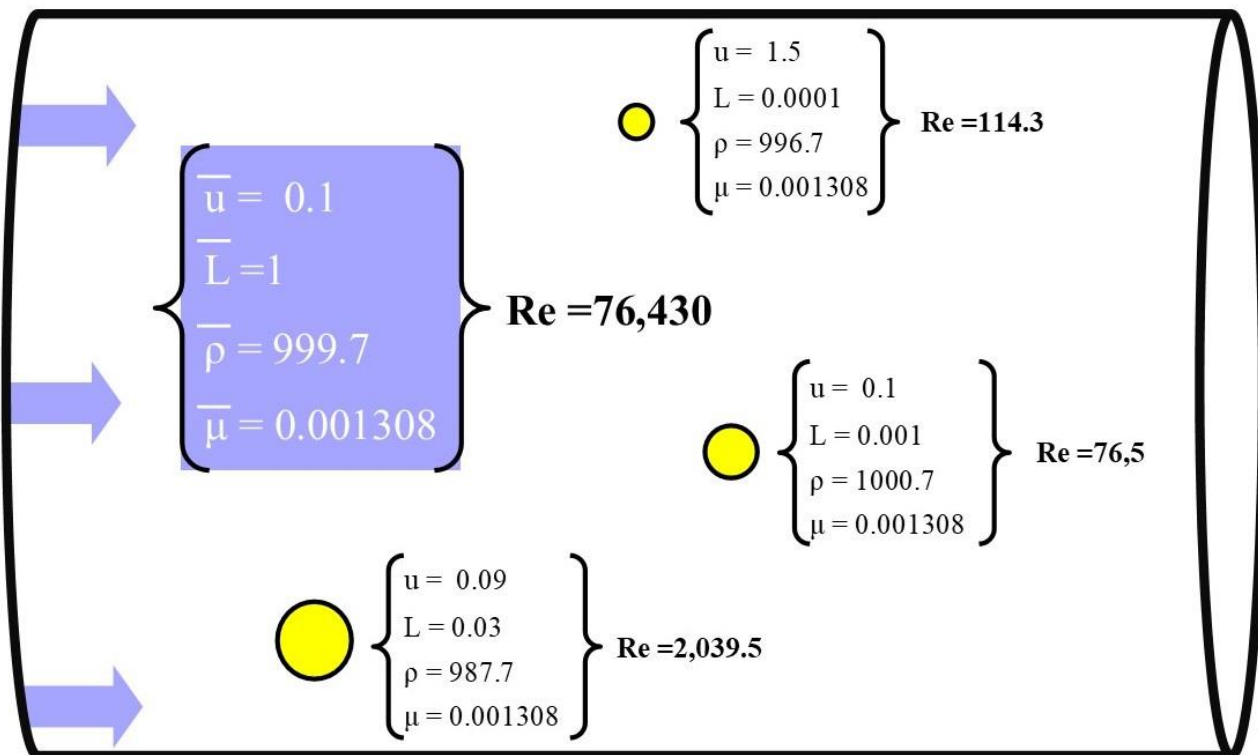 u = 1.5
L = 0.0001
ρ = 996.7
μ = 0.001308
Re =114.3
u̅ = 0.1
L̅ =1
ρ̅ = 999.7
μ̅ = 0.001308
Re =76,430
u = 0.1
L = 0.001
ρ = 1000.7
μ = 0.001308
Re =76,5
u = 0.09
L = 0.03
ρ = 987.7
μ = 0.001308
Re =2,039.5